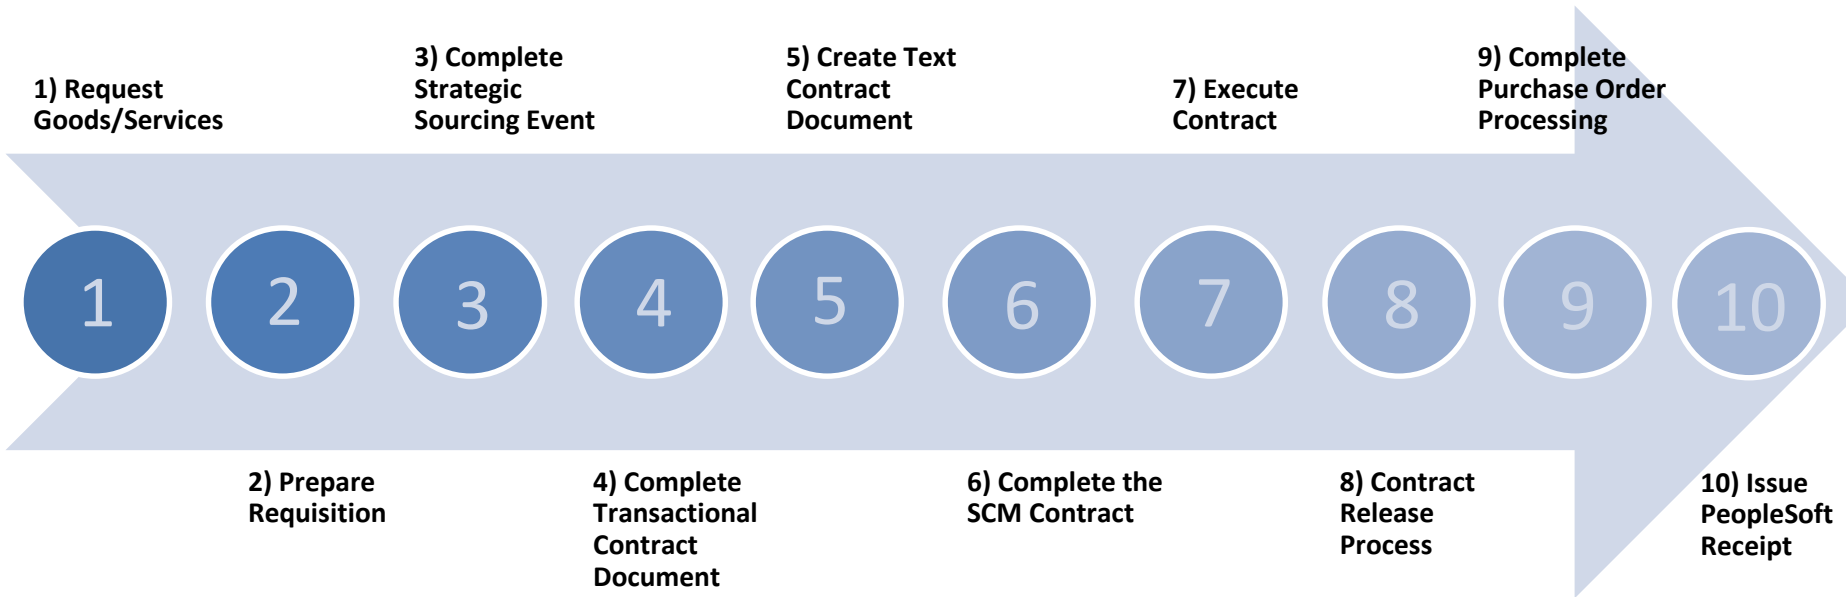 1) Request
Goods/Services
3) Complete
Strategic
Sourcing Event
5) Create Text
Contract
Document
7) Execute
Contract
9) Complete
Purchase Order
Processing
1
2
3
4
5
6
7
8
9
10
2) Prepare
Requisition
4) Complete
Transactional
Contract
Document
6) Complete the
SCM Contract
8) Contract
Release
Process
10) Issue
PeopleSoft
Receipt